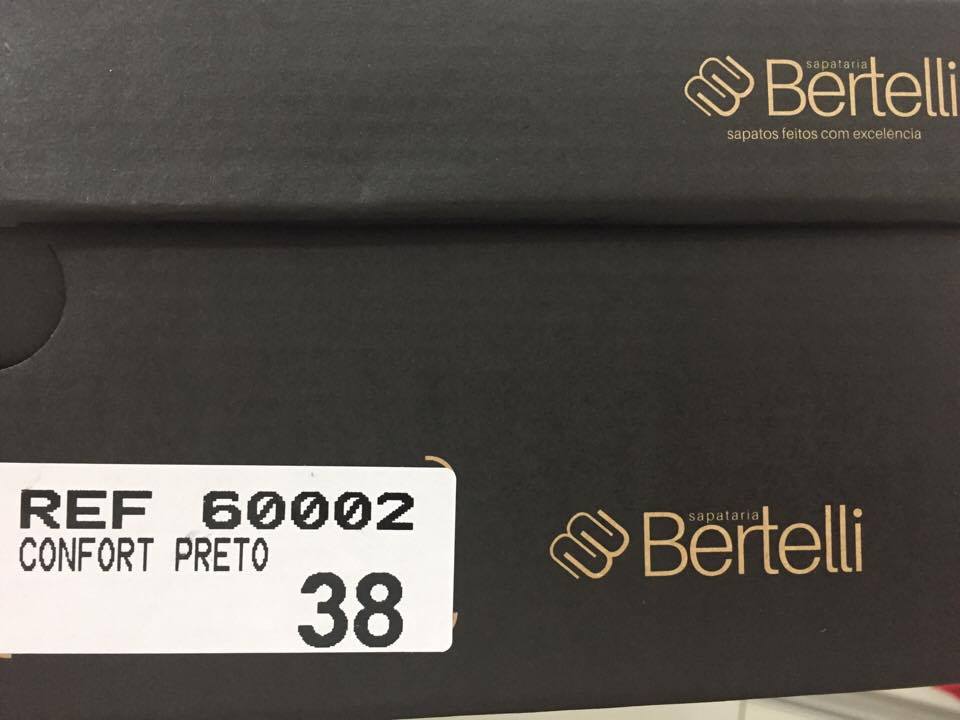 sapataria
Bertelli
sapatos feitos com excelência
REF 60002
CONFORT PRETO
38
sapataria
Bertelli